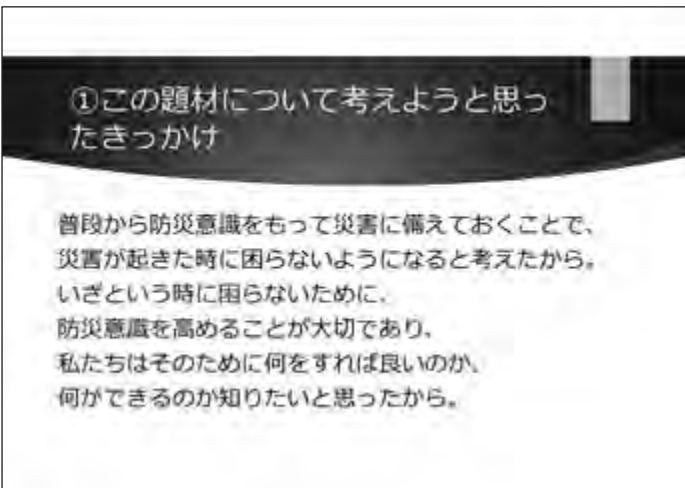 ①この題材について考えようと思っ
たきっかけ
普段から防災意識をもって災害に備えておくことで、
災害が起きた時に困らないようになると考えたから。
いざという時に困らないために、
防災意識を高めることが大切であり、
私たちはそのために何をすれば良いのか、
何ができるのか知りたいと思ったから。